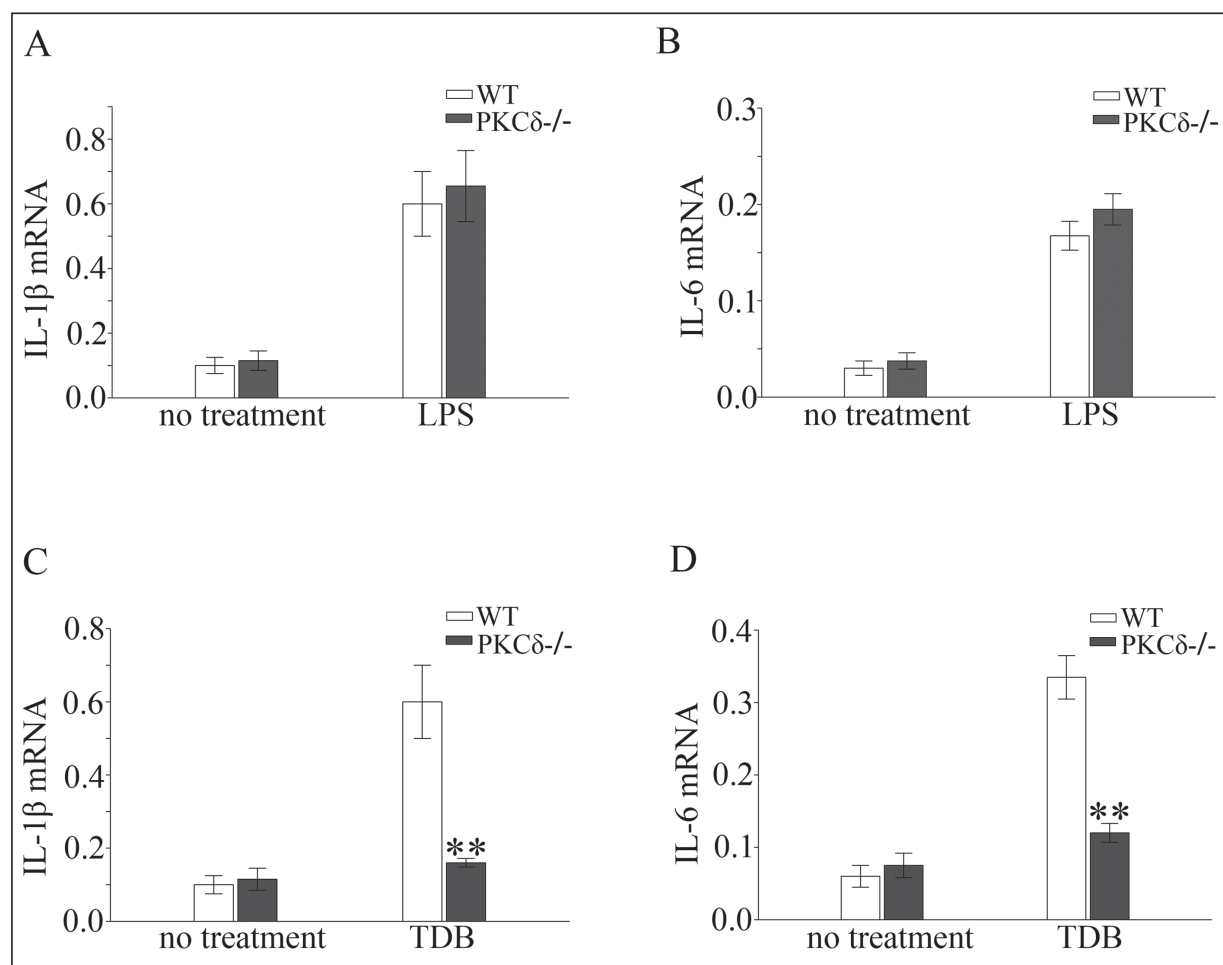 A
WT
PKCδ-/-
IL-1β mRNA
0.8
0.6
0.4
0.2
0.0
no treatment
LPS
B
WT
PKCδ-/-
IL-6 mRNA
0.3
0.2
0.1
0.0
no treatment
LPS
C
WT
PKCδ-/-
IL-1β mRNA
0.8
0.6
0.4
0.2
0.0
**
no treatment
TDB
D
WT
PKCδ-/-
IL-6 mRNA
0.4
0.3
0.2
0.1
0.0
**
no treatment
TDB